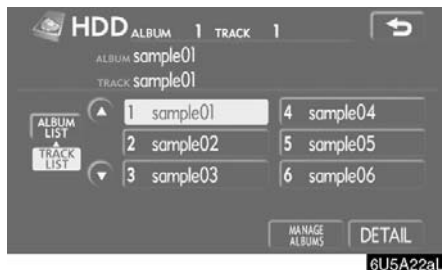 HDD ALBUM 1 TRACK 1
ALBUM sample01
TRACK sample01
ALBUM LIST
TRACK LIST
1 sample01
2 sample02
3 sample03
4 sample04
5 sample05
6 sample06
MANAGE ALBUMS
DETAIL
6U5A22aI